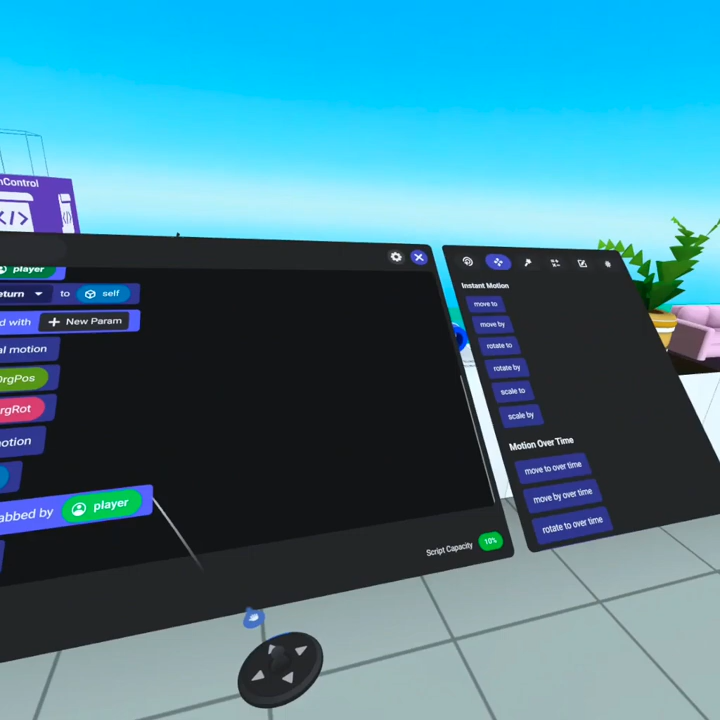 nControl
</>
player
eturn to self
d with + New Param
al motion
OrgPos
rgRot
otion
abbed by player
Script Capacity 10%
Instant Motion
move to
move by
rotate to
rotate by
scale to
scale by
Motion Over Time
move to over time
move by over time
rotate to over time